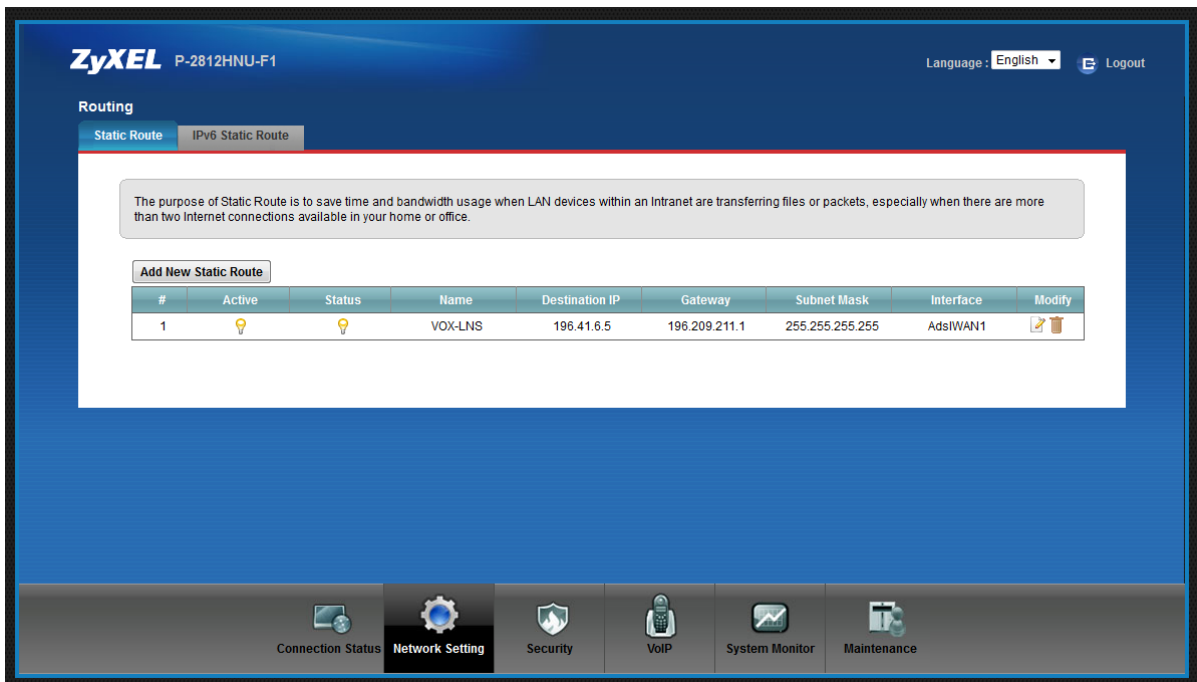 ZyXEL P-2812HNU-F1
Language : English
Logout
Routing
Static Route
IPv6 Static Route
The purpose of Static Route is to save time and bandwidth usage when LAN devices within an Intranet are transferring files or packets, especially when there are more
than two Internet connections available in your home or office.
Add New Static Route
# Active Status Name Destination IP Gateway Subnet Mask Interface Modify
1 VOX-LNS 196.41.6.5 196.209.211.1 255.255.255.255 AdslWAN1
Connection Status Network Setting Security VoIP System Monitor Maintenance